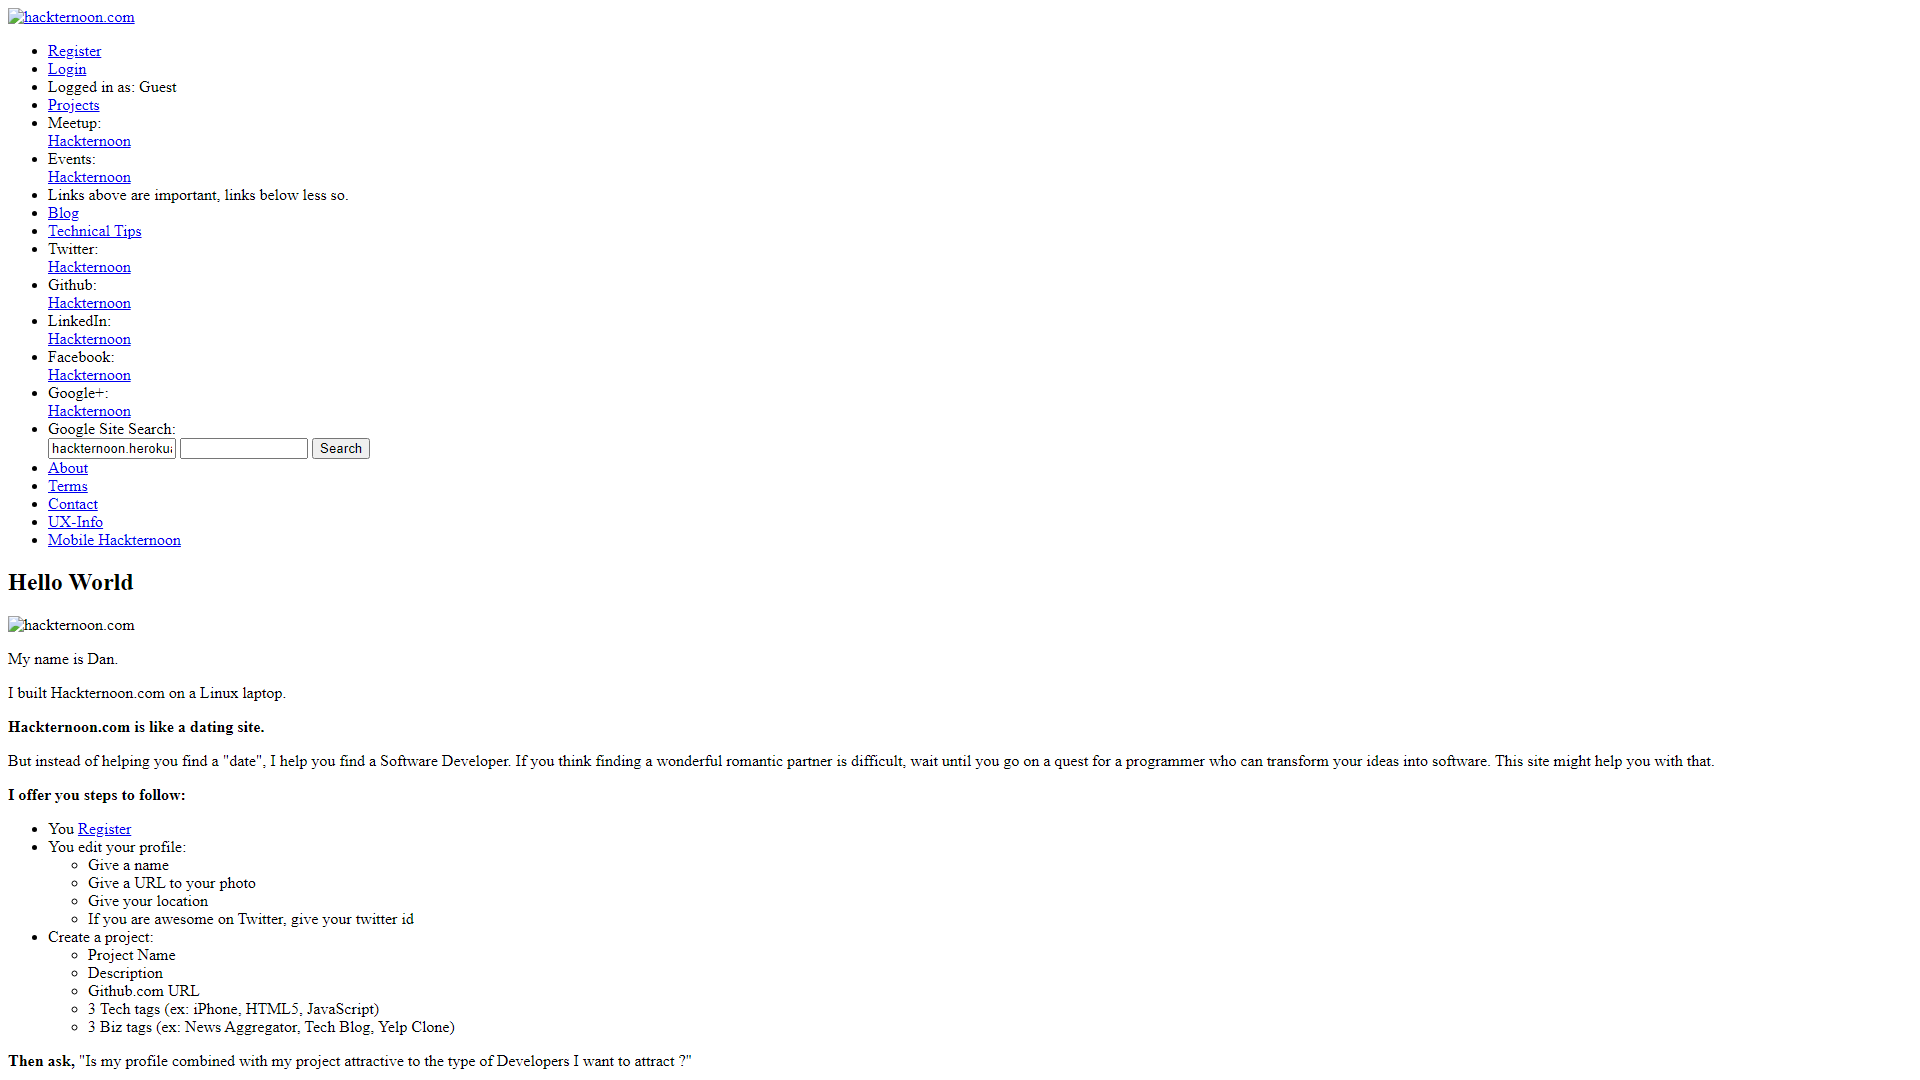 hackternoon.com
Register
Login
Logged in as: Guest
Projects
Meetup:
Hackternoon
Events:
Hackternoon
Links above are important, links below less so.
Blog
Technical Tips
Twitter:
Hackternoon
Github:
Hackternoon
LinkedIn:
Hackternoon
Facebook:
Hackternoon
Google+:
Hackternoon
Google Site Search:
hackternoon.heroku Search
About
Terms
Contact
UX-Info
Mobile Hackternoon
Hello World
hackternoon.com
My name is Dan.
I built Hackternoon.com on a Linux laptop.
Hackternoon.com is like a dating site.
But instead of helping you find a "date", I help you find a Software Developer. If you think finding a wonderful romantic partner is difficult, wait until you go on a quest for a programmer who can transform your ideas into software. This site might help you with that.
I offer you steps to follow:
You Register
You edit your profile:
Give a name
Give a URL to your photo
Give your location
If you are awesome on Twitter, give your twitter id
Create a project:
Project Name
Description
Github.com URL
3 Tech tags (ex: iPhone, HTML5, JavaScript)
3 Biz tags (ex: News Aggregator, Tech Blog, Yelp Clone)
Then ask, "Is my profile combined with my project attractive to the type of Developers I want to attract ?"